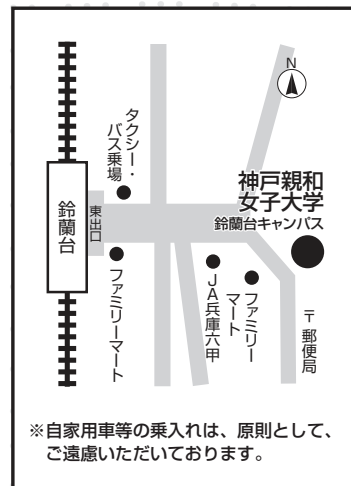 N
タクシー・
バス乗場
神戸親和
女子大学
鈴蘭台キャンパス
鈴蘭台
東出口
ファミリーマート
JA兵庫六甲
ファミリー
マート
〒郵便局
※自家用車等の乗入れは、原則として、
ご遠慮いただいております。